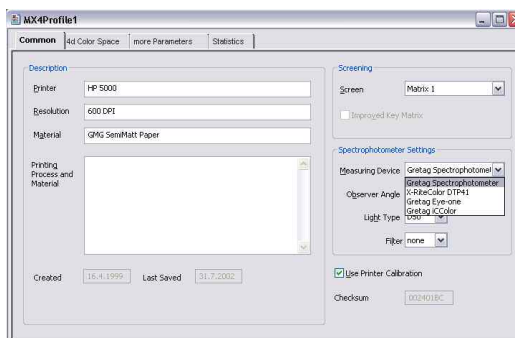 MX4Profile1
Common 4d Color Space more Parameters Statistics
Description
Printer HP 5000
Resolution 600 DPI
Material GMG SemiMatt Paper
Printing
Process and
Material
Created 16.4.1999 Last Saved 31.7.2002
Screening
Screen Matrix 1
Improved Key Matrix
Spectrophotometer Settings
Measuring Device Gretag Spectrophotomet
Gretag Spectrophotometer
X-RiteColor DTP41
Gretag Eye-one
Gretag iCColor
Observer Angle
Light Type D50
Filter none
Use Printer Calibration
Checksum 002401BC